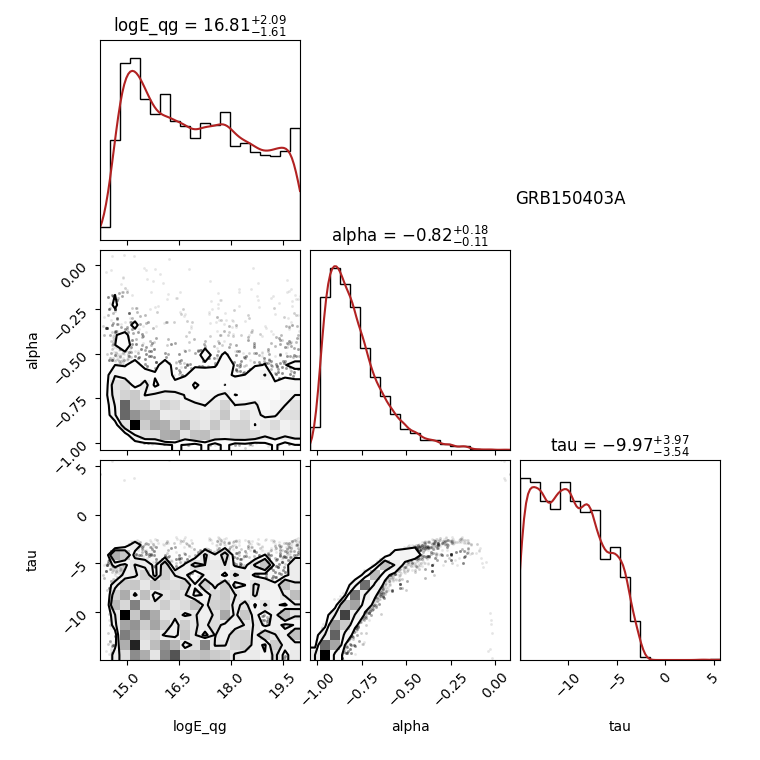 logE_qg = 16.81+2.09−1.61
GRB150403A
alpha = −0.82+0.18−0.11
0.00
−0.25
−0.50
−0.75
−1.00
alpha
tau = −9.97+3.97−3.54
5
0
−5
−10
tau
15.0 16.5 18.0 19.5
−1.00 −0.75 −0.50 −0.25 0.00
−10 −5 0 5
logE_qg alpha tau